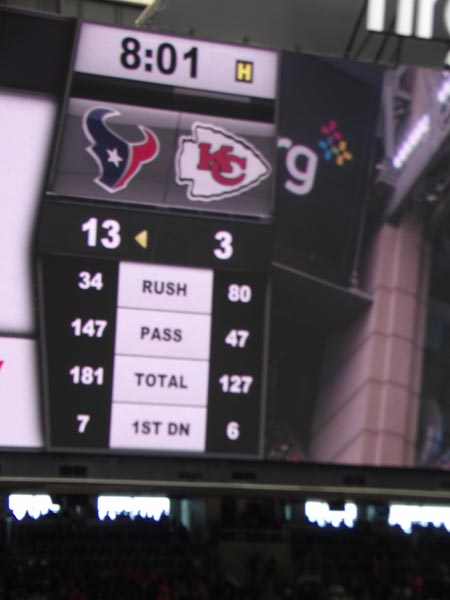 8:01 H
KC
rg
13 3
34 RUSH 80
147 PASS 47
181 TOTAL 127
7 1ST DN 6